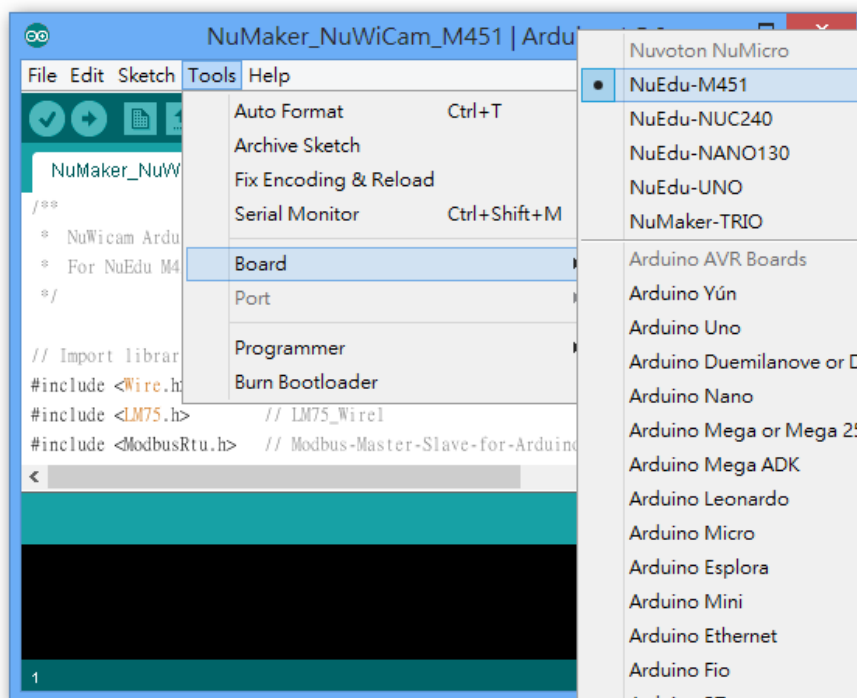 NuMaker_NuWiCam_M451 | Ardu
File Edit Sketch Tools Help
NuMaker_NuW
/**
* NuWicam Ardu
* For NuEdu M4
*/
// Import librar
#include <Wire.h>
#include <LM75.h> // LM75_Wire1
#include <ModbusRtu.h> // Modbus-Master-Slave-for-Arduino
1
Auto Format Ctrl+T
Archive Sketch
Fix Encoding & Reload
Serial Monitor Ctrl+Shift+M
Board
Port
Programmer
Burn Bootloader
Nuvoton NuMicro
NuEdu-M451
NuEdu-NUC240
NuEdu-NANO130
NuEdu-UNO
NuMaker-TRIO
Arduino AVR Boards
Arduino Yún
Arduino Uno
Arduino Duemilanove or D
Arduino Nano
Arduino Mega or Mega 25
Arduino Mega ADK
Arduino Leonardo
Arduino Micro
Arduino Esplora
Arduino Mini
Arduino Ethernet
Arduino Fio